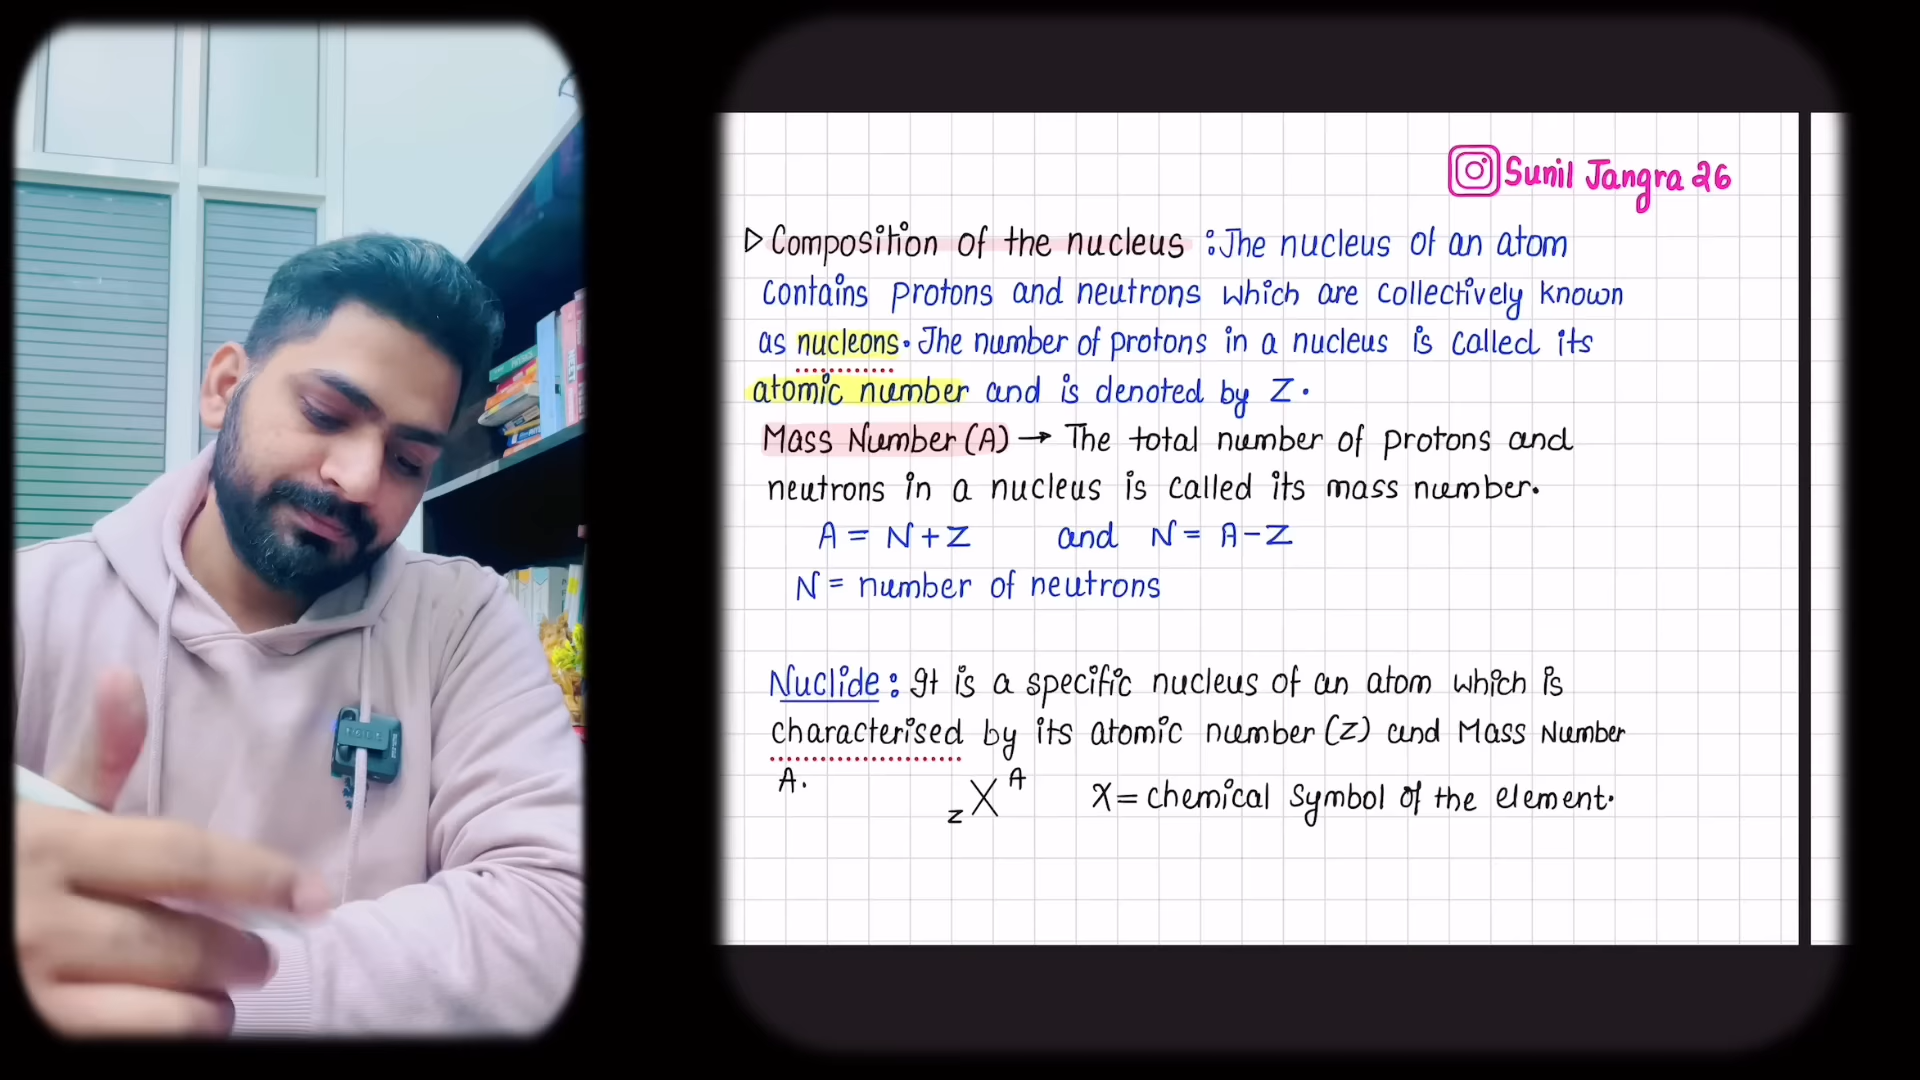 Sunil Jangra 26
▷ Composition of the nucleus : The nucleus of an atom
contains protons and neutrons which are collectively known
as nucleons. The number of protons in a nucleus is called its
atomic number and is denoted by Z.
Mass Number (A) → The total number of protons and
neutrons in a nucleus is called its mass number.
A = N + Z and N = A - Z
N = number of neutrons
Nuclide : It is a specific nucleus of an atom which is
characterised by its atomic number (Z) and Mass Number
A.
zXᴬ X = chemical symbol of the element.